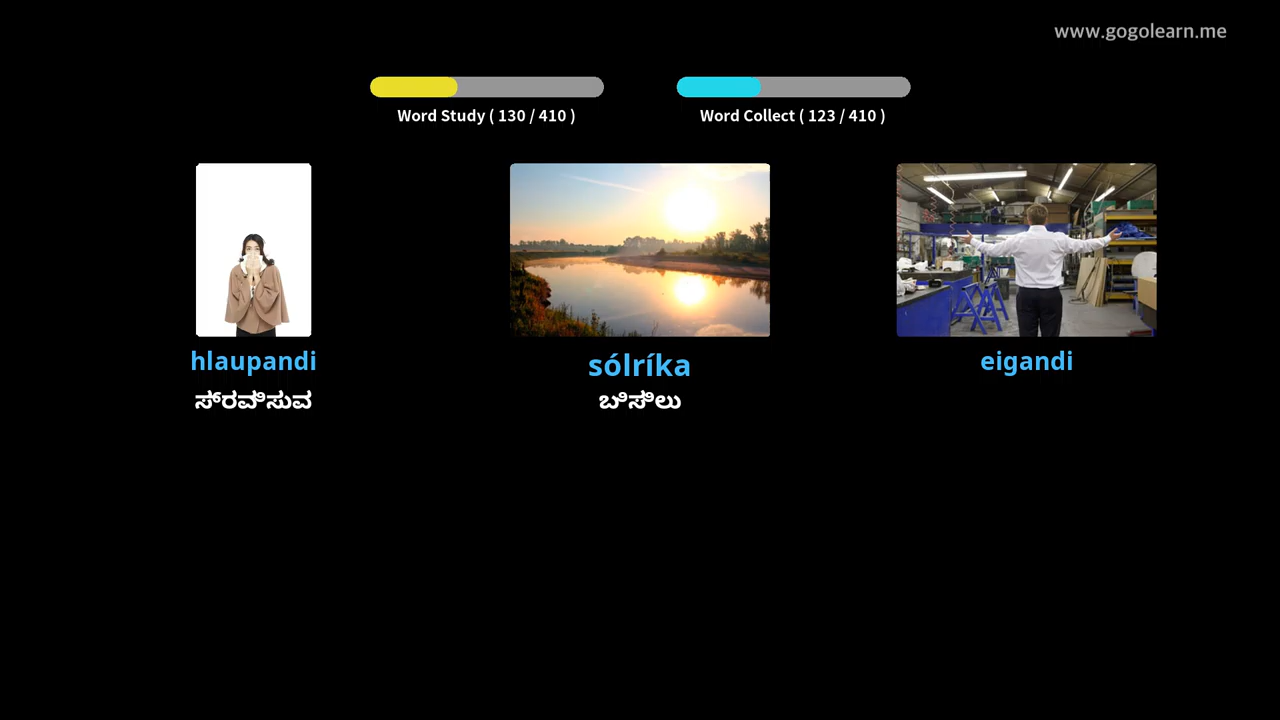 www.gogolearn.me
Word Study ( 130 / 410 )
Word Collect ( 123 / 410 )
hlaupandi
sólríka
eigandi
ಸ್ರವಿಸುವ
ಬಿಸಿಲು